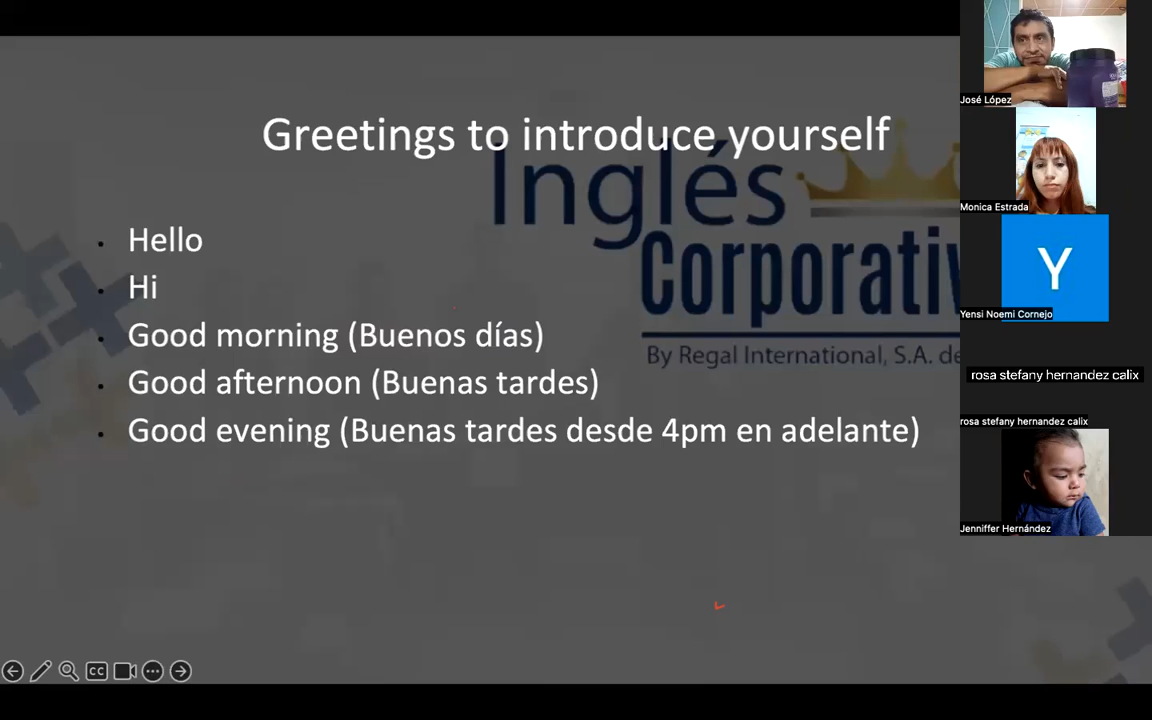 Greetings to introduce yourself
Inglés
Corporativ
By Regal International, S.A. de
• Hello
• Hi
• Good morning (Buenos días)
• Good afternoon (Buenas tardes)
• Good evening (Buenas tardes desde 4pm en adelante)
José López
Monica Estrada
Y
Yensi Noemi Cornejo
rosa stefany hernandez calix
rosa stefany hernandez calix
Jenniffer Hernández
CC